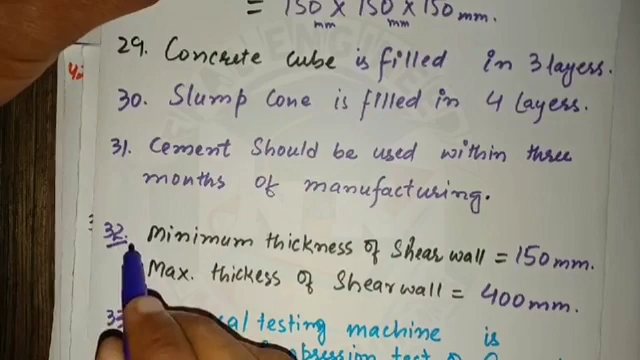 = 150 mm X 150 mm X 150 mm.
29. Concrete cube is filled in 3 layers.
30. Slump Cone is filled in 4 Layers.
31. Cement Should be used within three
months of manufacturing.
32. Minimum thickness of Shear wall = 150 mm.
Max. thickess of Shear wall = 400 mm.
testing machine is
test